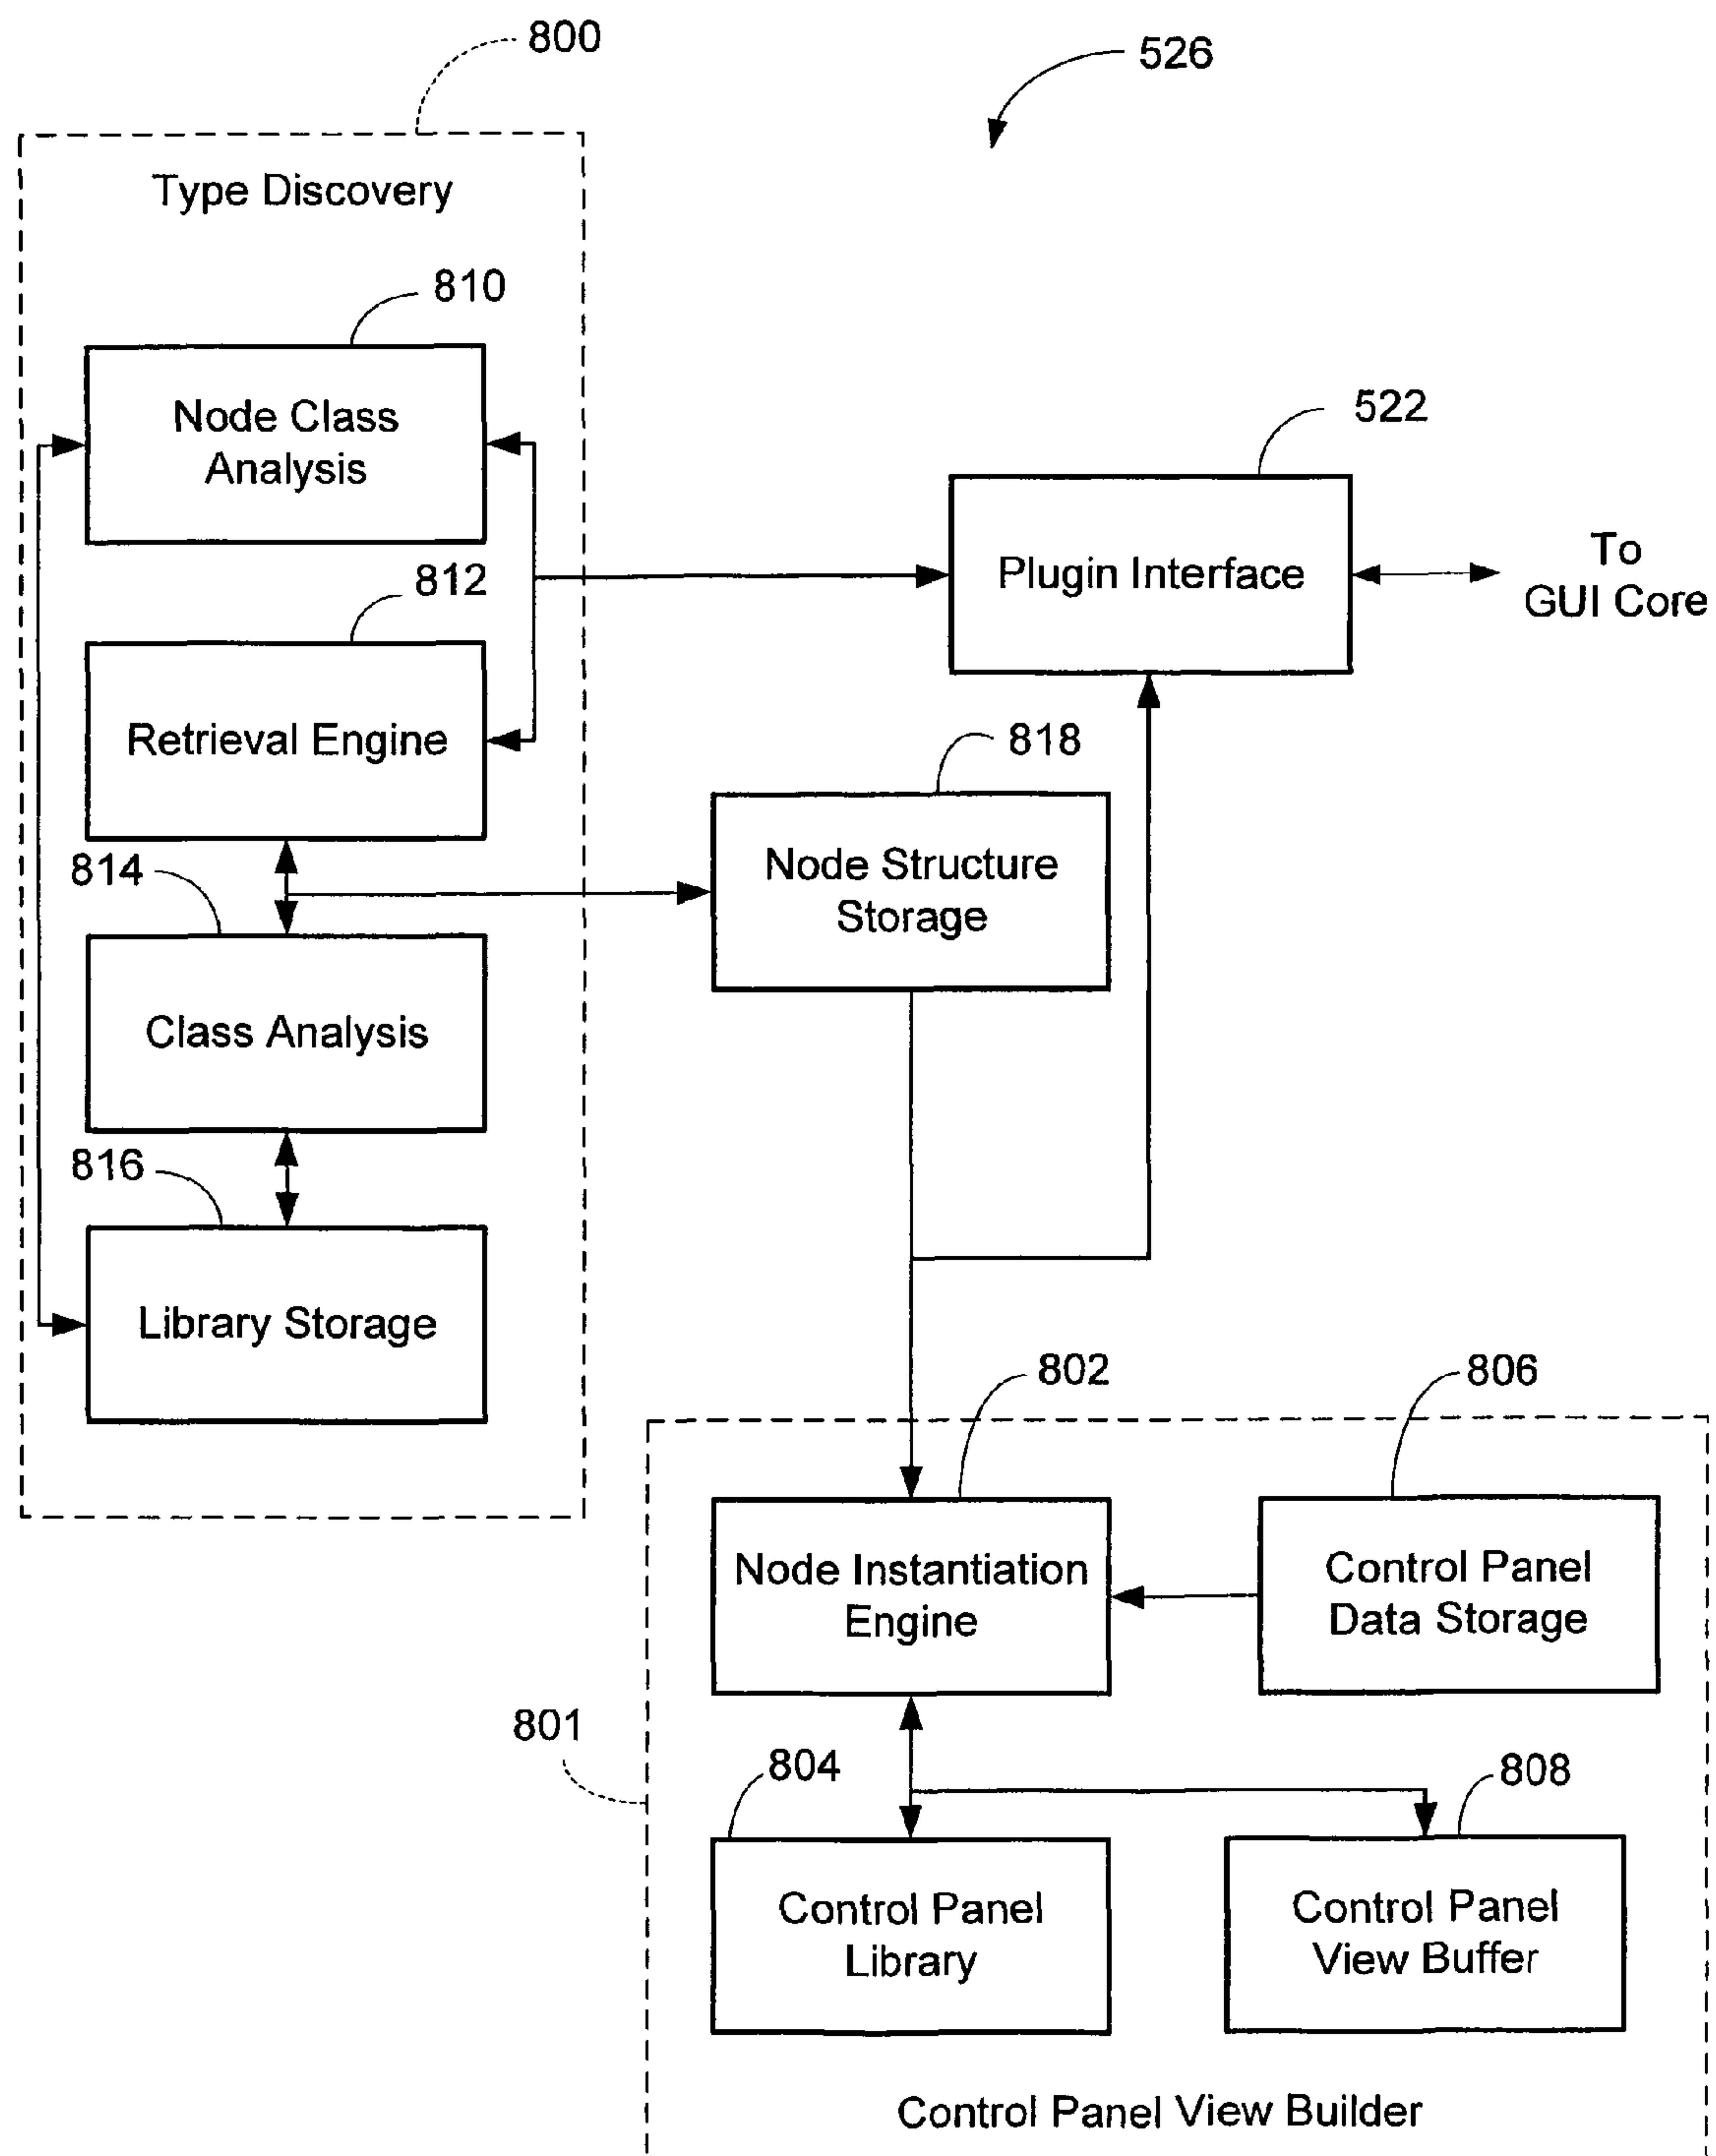 800
526
Type Discovery
810
Node Class
Analysis
522
Plugin Interface
To
GUI Core
812
Retrieval Engine
818
Node Structure
Storage
814
Class Analysis
816
Library Storage
802
806
Node Instantiation
Engine
Control Panel
Data Storage
801
804
808
Control Panel
Library
Control Panel
View Buffer
Control Panel View Builder